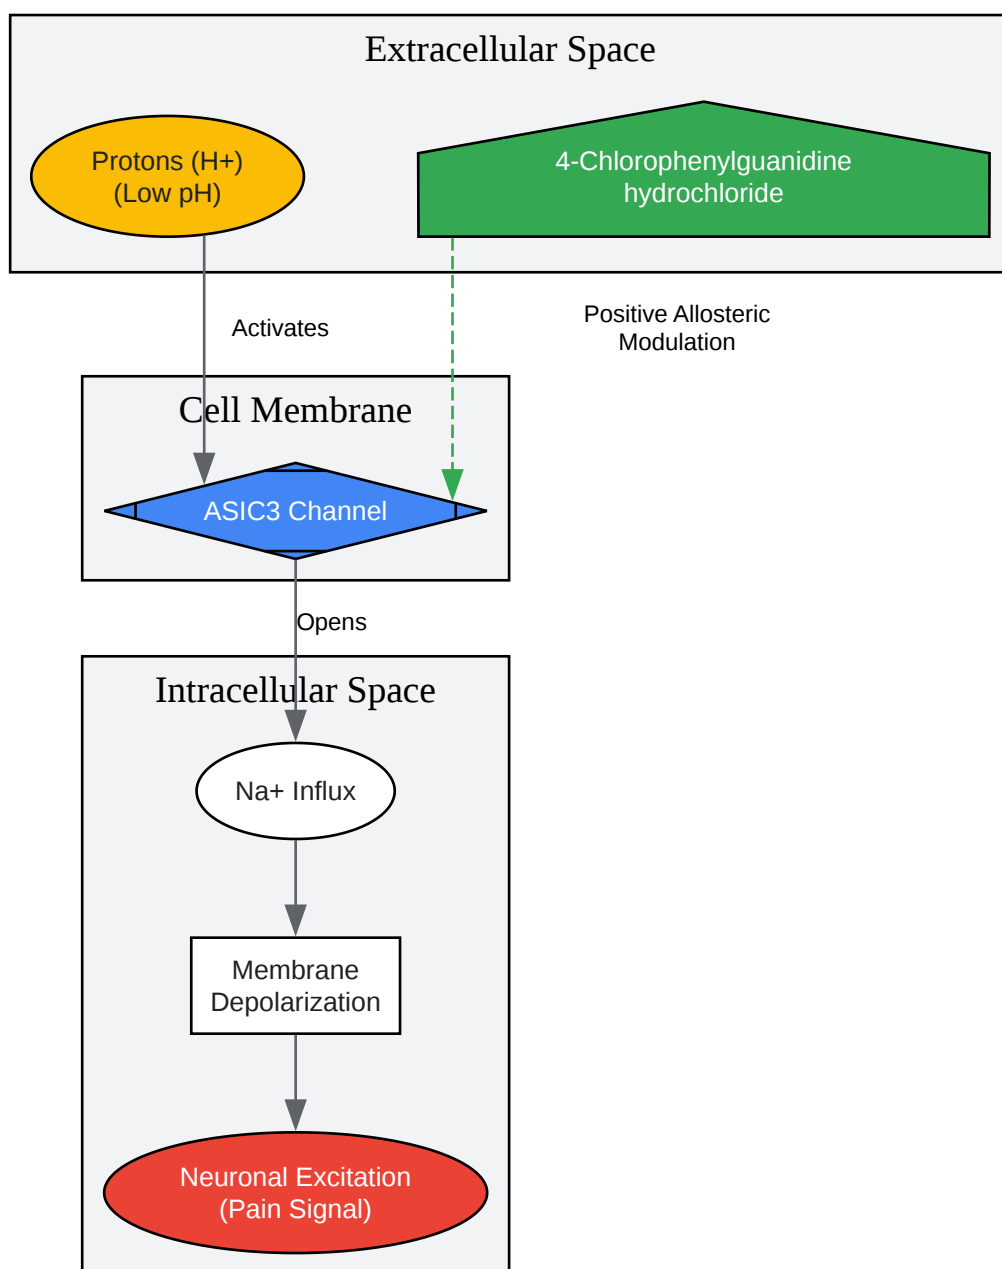 Extracellular Space
Protons (H+)
(Low pH)
4-Chlorophenylguanidine
hydrochloride
Activates
Positive Allosteric
Modulation
Cell Membrane
ASIC3 Channel
Opens
Intracellular Space
Na+ Influx
Membrane
Depolarization
Neuronal Excitation
(Pain Signal)